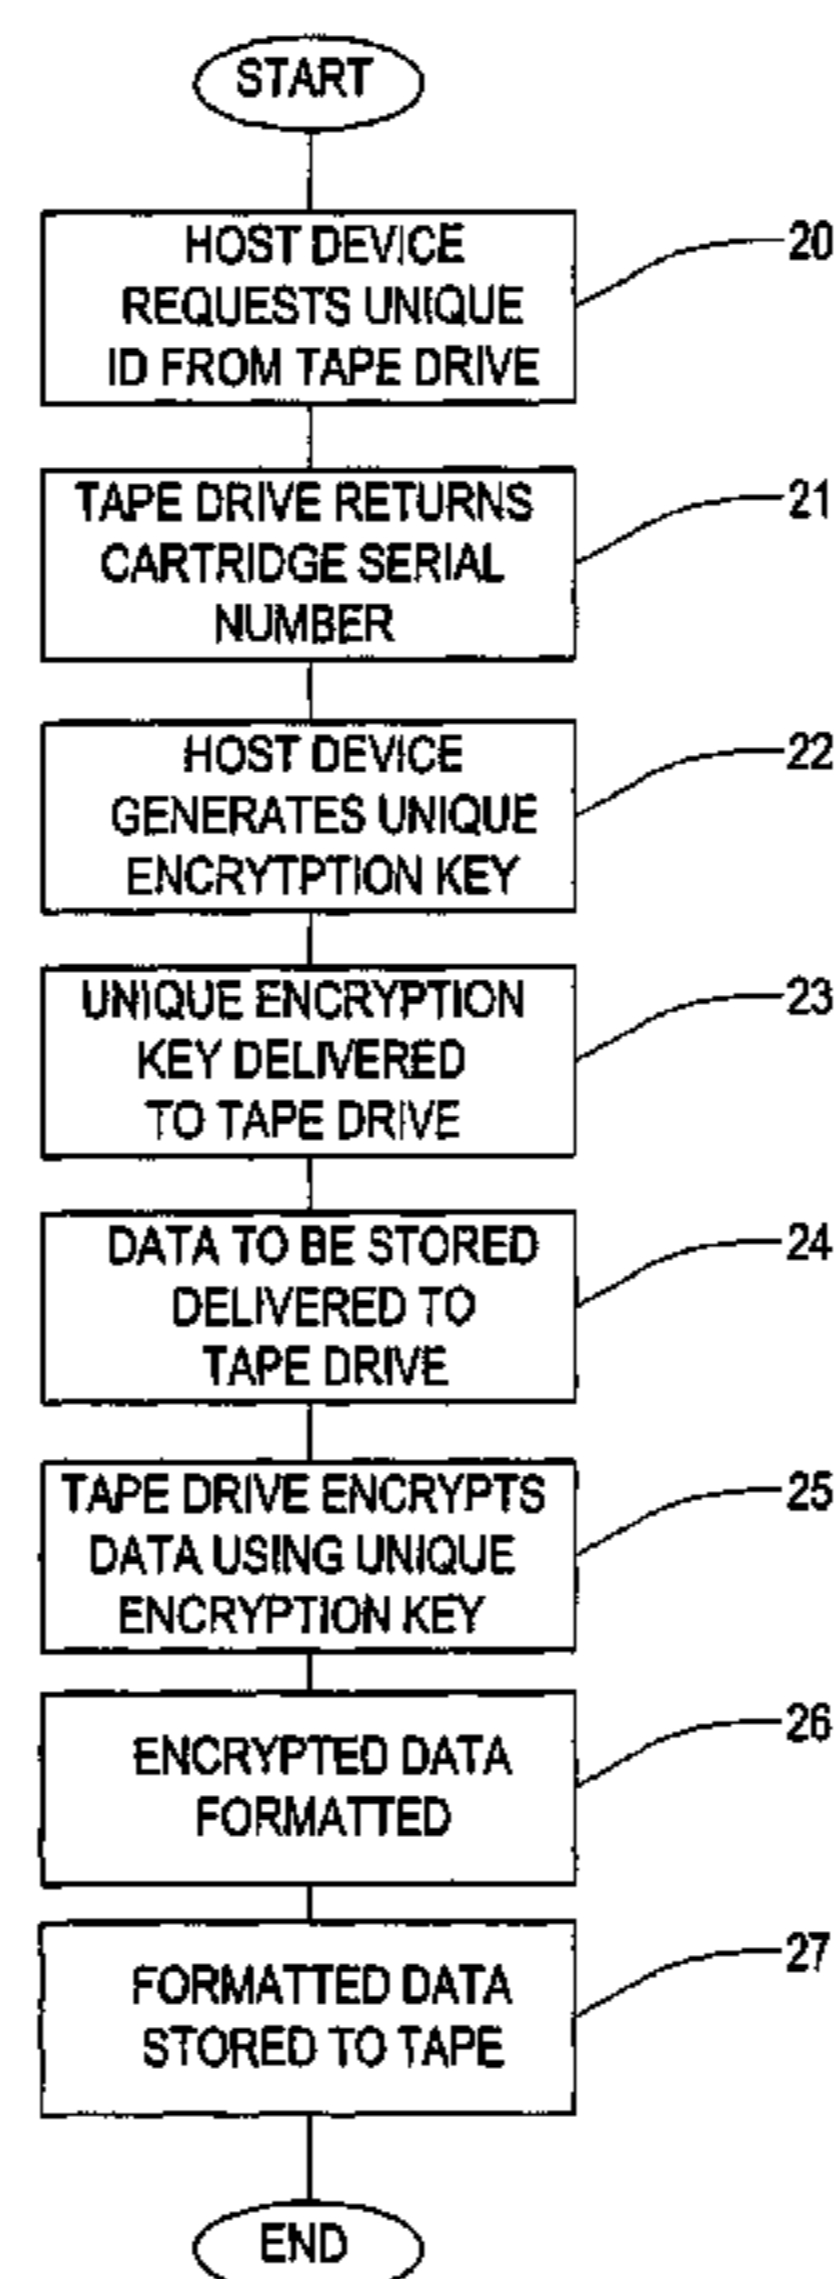 START
HOST DEVICE
REQUESTS UNIQUE
ID FROM TAPE DRIVE
20
TAPE DRIVE RETURNS
CARTRIDGE SERIAL
NUMBER
21
HOST DEVICE
GENERATES UNIQUE
ENCRYTPTION KEY
22
UNIQUE ENCRYPTION
KEY DELIVERED
TO TAPE DRIVE
23
DATA TO BE STORED
DELIVERED TO
TAPE DRIVE
24
TAPE DRIVE ENCRYPTS
DATA USING UNIQUE
ENCRYPTION KEY
25
ENCRYPTED DATA
FORMATTED
26
FORMATTED DATA
STORED TO TAPE
27
END